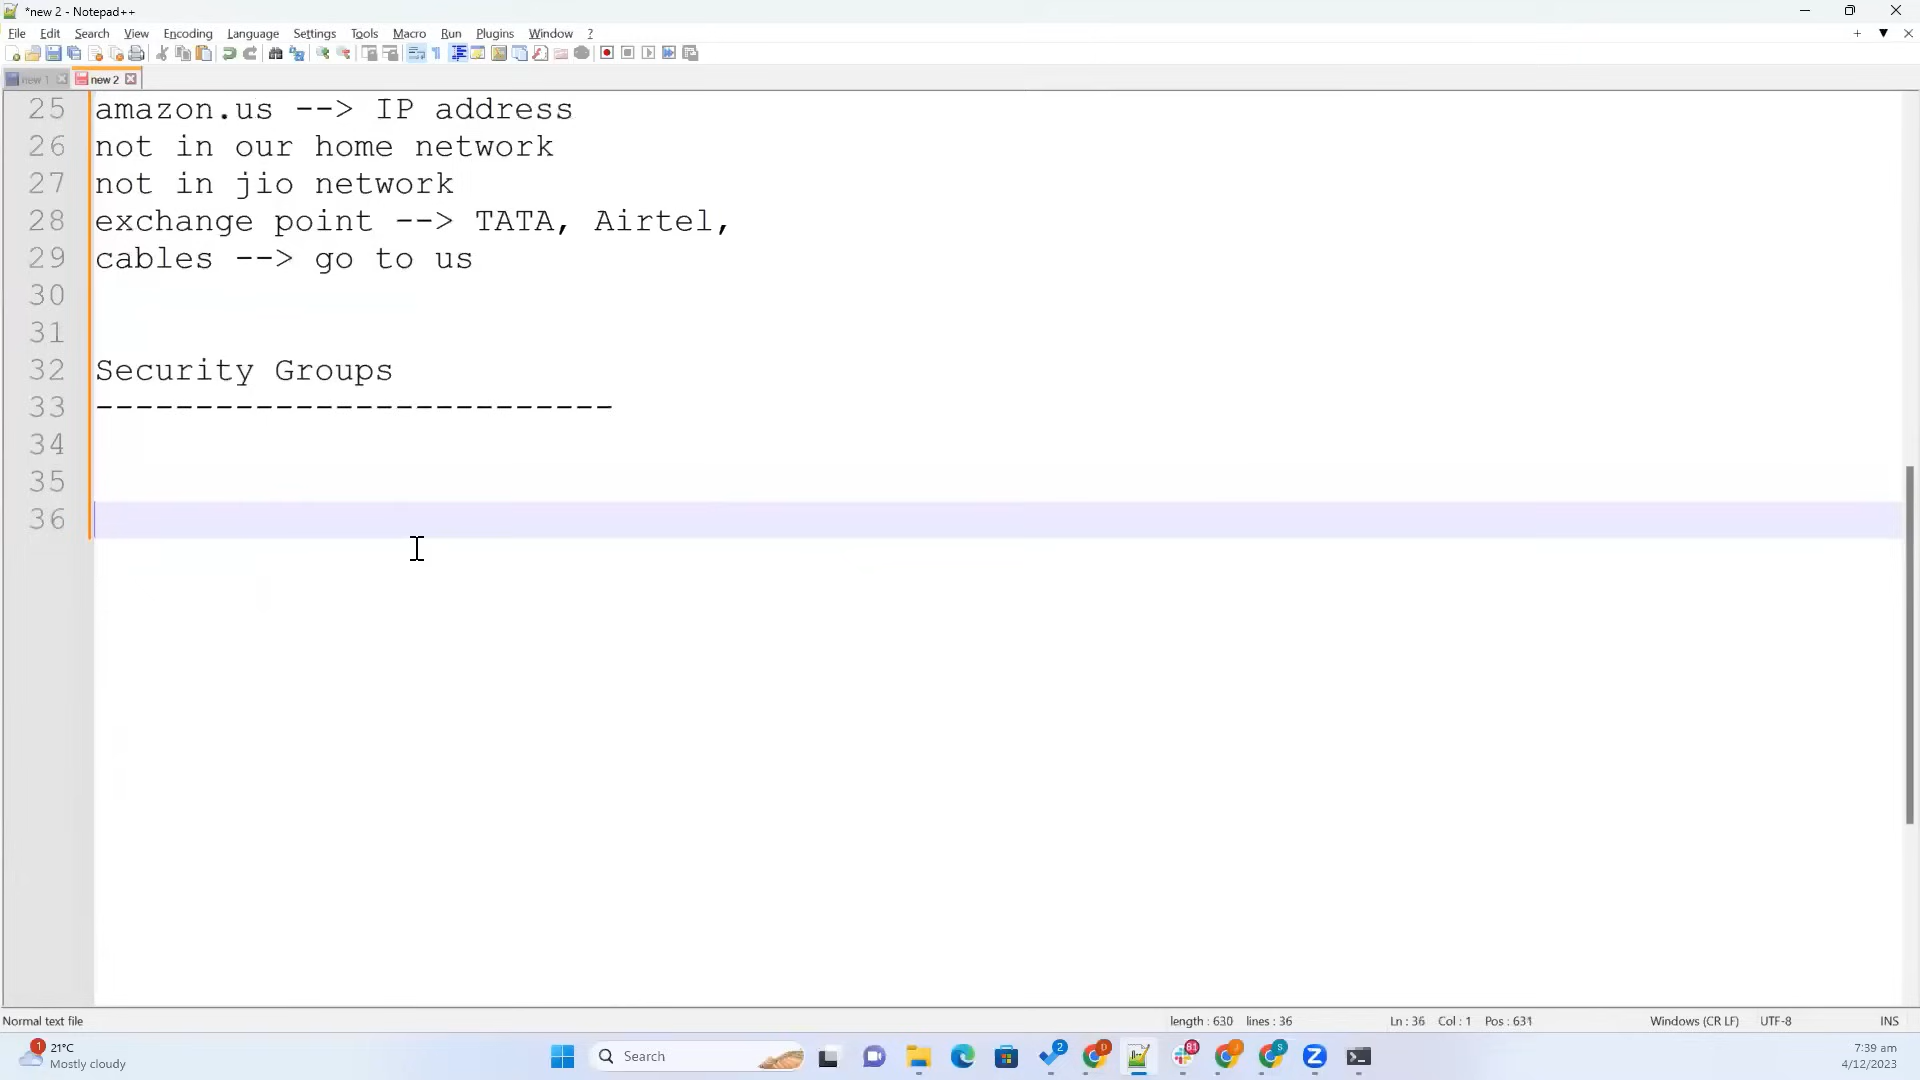 *new 2 - Notepad++
File Edit Search View Encoding Language Settings Tools Macro Run Plugins Window ?
new 1 new 2
25 amazon.us --> IP address
26 not in our home network
27 not in jio network
28 exchange point --> TATA, Airtel,
29 cables --> go to us
30
31
32 Security Groups
33 --------------------------
34
35
36
Normal text file length : 630 lines : 36 Ln : 36 Col : 1 Pos : 631 Windows (CR LF) UTF-8 INS
1 21°C
Mostly cloudy
Search
2 D 81 J S
7:39 am
4/12/2023